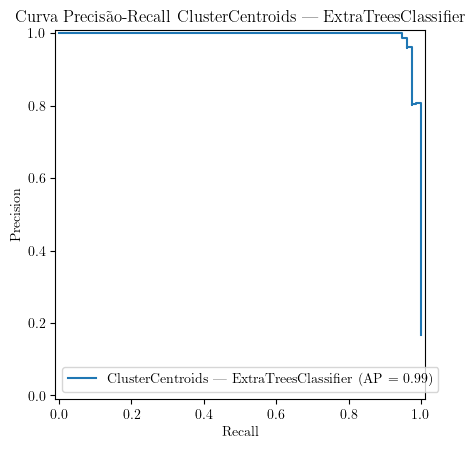 Curva Precisão-Recall ClusterCentroids — ExtraTreesClassifier
1.0
0.8
0.6
0.4
0.2
0.0
Precision
ClusterCentroids — ExtraTreesClassifier (AP = 0.99)
0.0 0.2 0.4 0.6 0.8 1.0
Recall